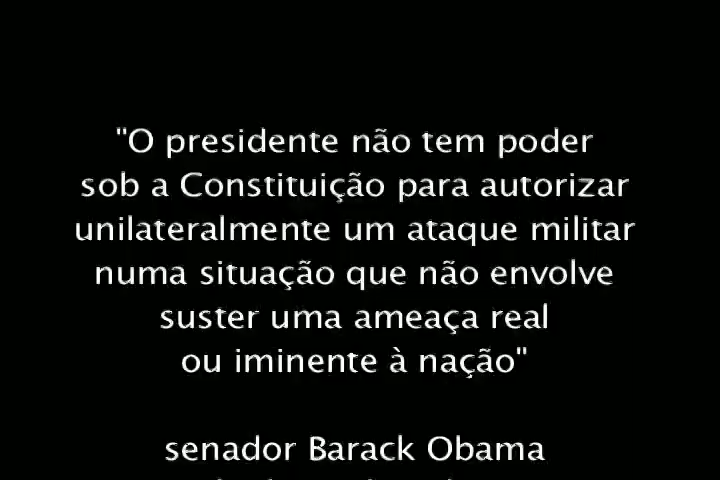 "O presidente não tem poder
sob a Constituição para autorizar
unilateralmente um ataque militar
numa situação que não envolve
suster uma ameaça real
ou iminente à nação"
senador Barack Obama